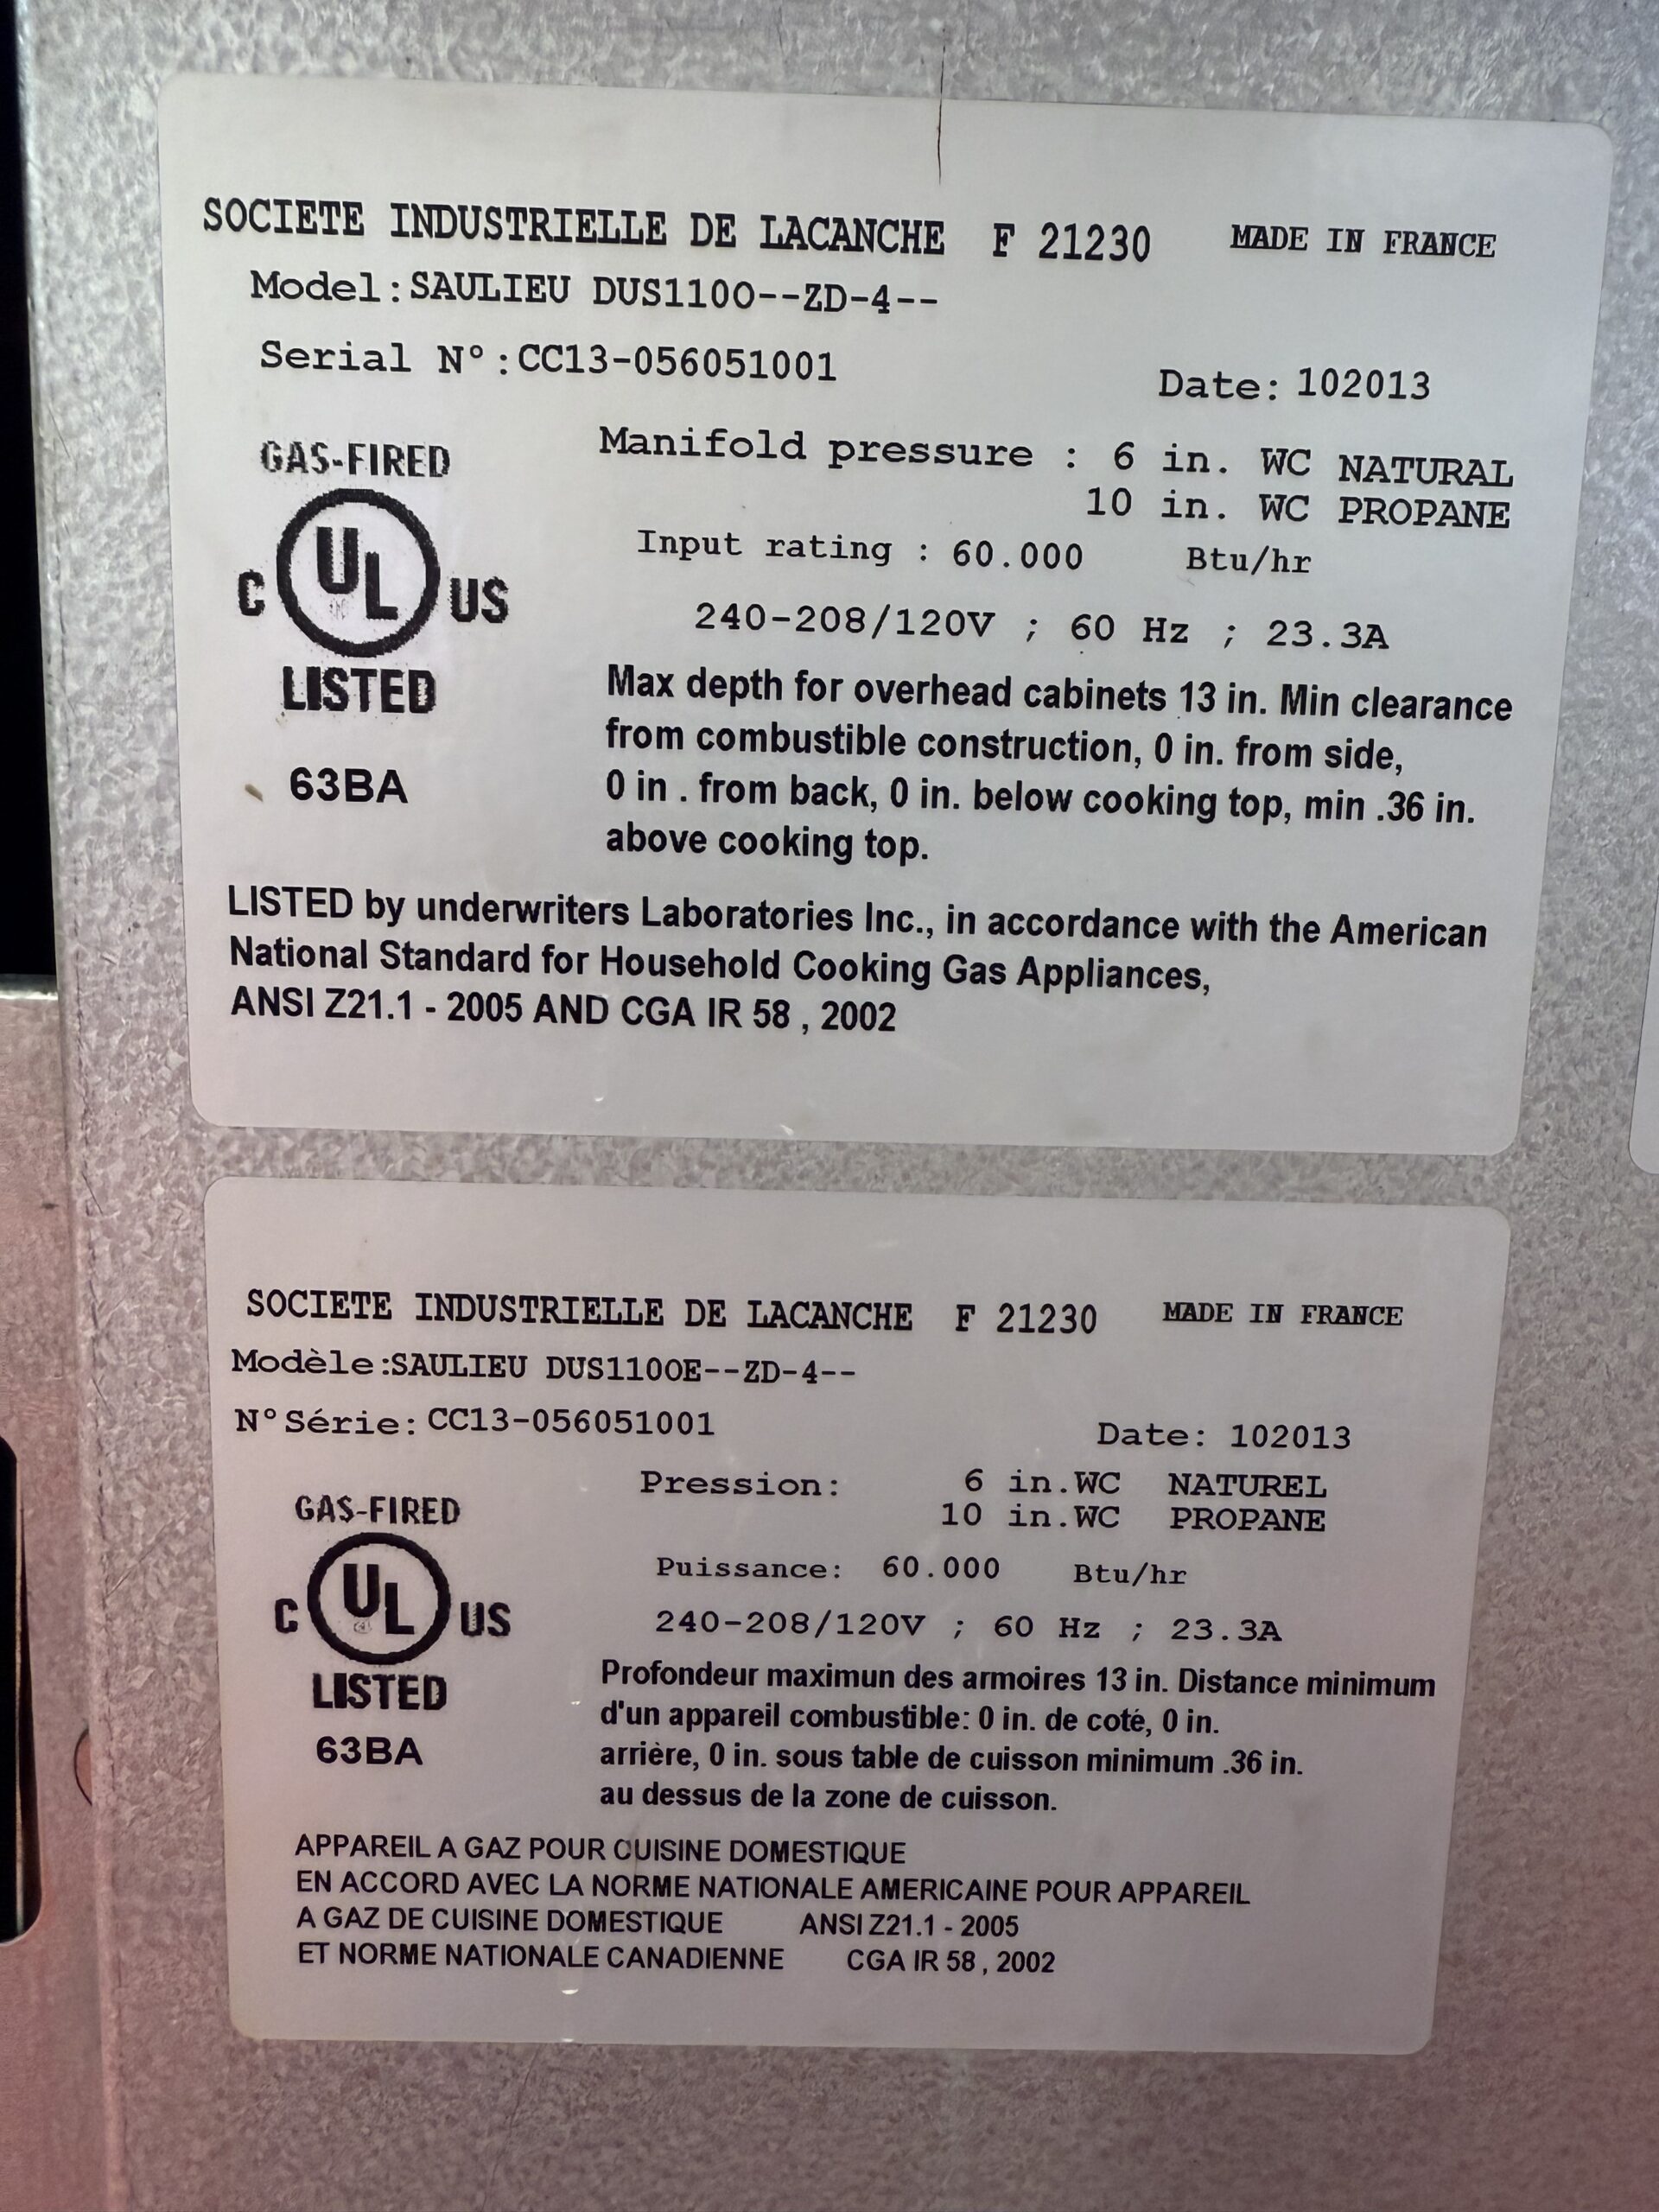 SOCIETE INDUSTRIELLE DE LACANCHE F 21230 MADE IN FRANCE
Model:SAULIEU DUS1100--ZD-4--
Serial N°:CC13-056051001
Date: 102013
GAS-FIRED
C UL US
LISTED
63BA
Manifold pressure : 6 in. WC NATURAL
10 in. WC PROPANE
Input rating : 60.000 Btu/hr
240-208/120V ; 60 Hz ; 23.3A
Max depth for overhead cabinets 13 in. Min clearance
from combustible construction, 0 in. from side,
0 in . from back, 0 in. below cooking top, min .36 in.
above cooking top.
LISTED by underwriters Laboratories Inc., in accordance with the American
National Standard for Household Cooking Gas Appliances,
ANSI Z21.1 - 2005 AND CGA IR 58 , 2002
SOCIETE INDUSTRIELLE DE LACANCHE F 21230 MADE IN FRANCE
Modèle:SAULIEU DUS1100E--ZD-4--
N°Série: CC13-056051001
Date: 102013
GAS-FIRED
C UL US
LISTED
63BA
Pression: 6 in.WC NATUREL
10 in.WC PROPANE
Puissance: 60.000 Btu/hr
240-208/120V ; 60 Hz ; 23.3A
Profondeur maximun des armoires 13 in. Distance minimum
d'un appareil combustible: 0 in. de coté, 0 in.
arrière, 0 in. sous table de cuisson minimum .36 in.
au dessus de la zone de cuisson.
APPAREIL A GAZ POUR CUISINE DOMESTIQUE
EN ACCORD AVEC LA NORME NATIONALE AMERICAINE POUR APPAREIL
A GAZ DE CUISINE DOMESTIQUE ANSI Z21.1 - 2005
ET NORME NATIONALE CANADIENNE CGA IR 58 , 2002